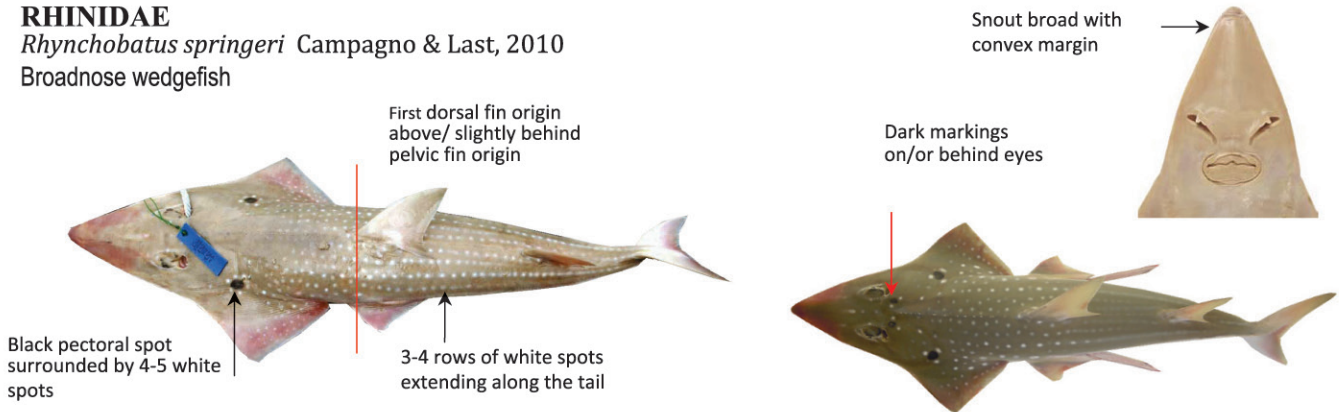 RHINIDAE
Rhynchobatus springeri Campagno & Last, 2010
Broadnose wedgefish
First dorsal fin origin
above/ slightly behind
pelvic fin origin
Black pectoral spot
surrounded by 4-5 white
spots
3-4 rows of white spots
extending along the tail
Dark markings
on/or behind eyes
Snout broad with
convex margin